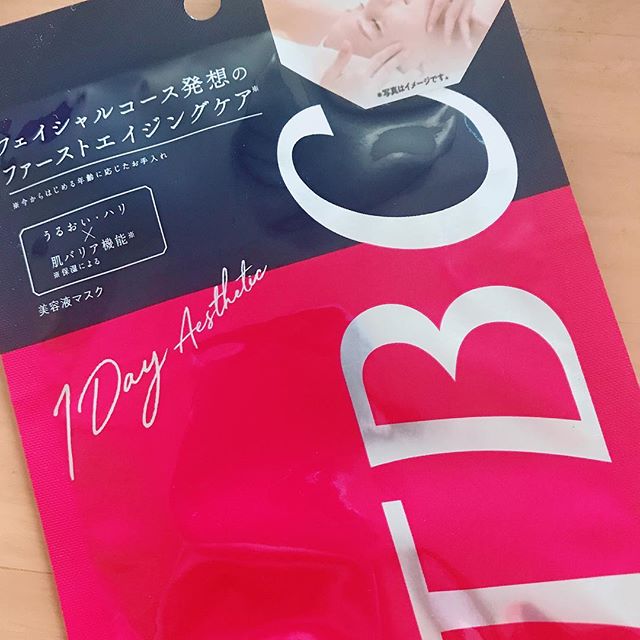 ※写真はイメージです。
フェイシャルコース発想の
ファーストエイジングケア※
※今からはじめる年齢に応じたお手入れ
うるおい・ハリ
×
肌バリア機能※
※保湿による
美容液マスク
1 Day Aesthetic
TBC